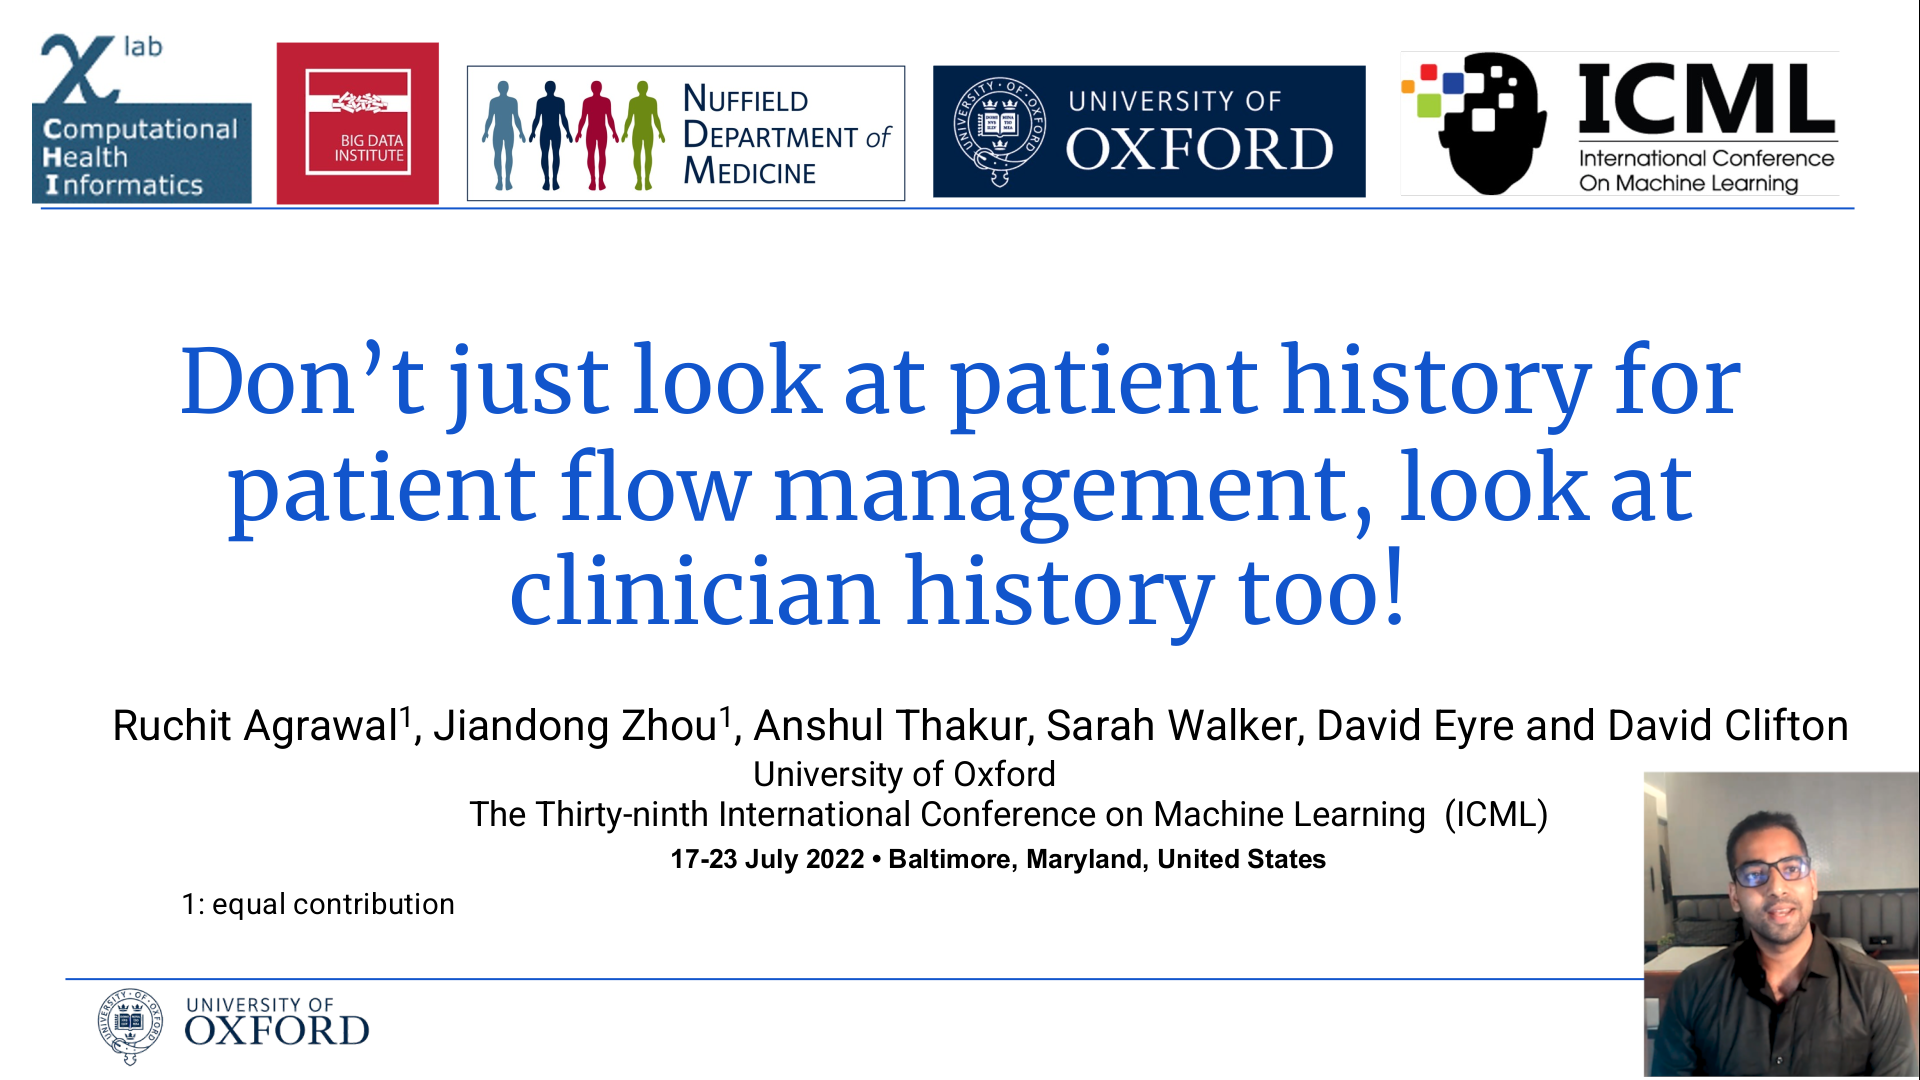 χ lab
Computational
Health
Informatics
BIG DATA
INSTITUTE
NUFFIELD
DEPARTMENT of
MEDICINE
UNIVERSITY OF
OXFORD
ICML
International Conference
On Machine Learning
Don’t just look at patient history for
patient flow management, look at
clinician history too!
Ruchit Agrawal¹, Jiandong Zhou¹, Anshul Thakur, Sarah Walker, David Eyre and David Clifton
University of Oxford
The Thirty-ninth International Conference on Machine Learning (ICML)
17-23 July 2022 • Baltimore, Maryland, United States
1: equal contribution
UNIVERSITY OF
OXFORD